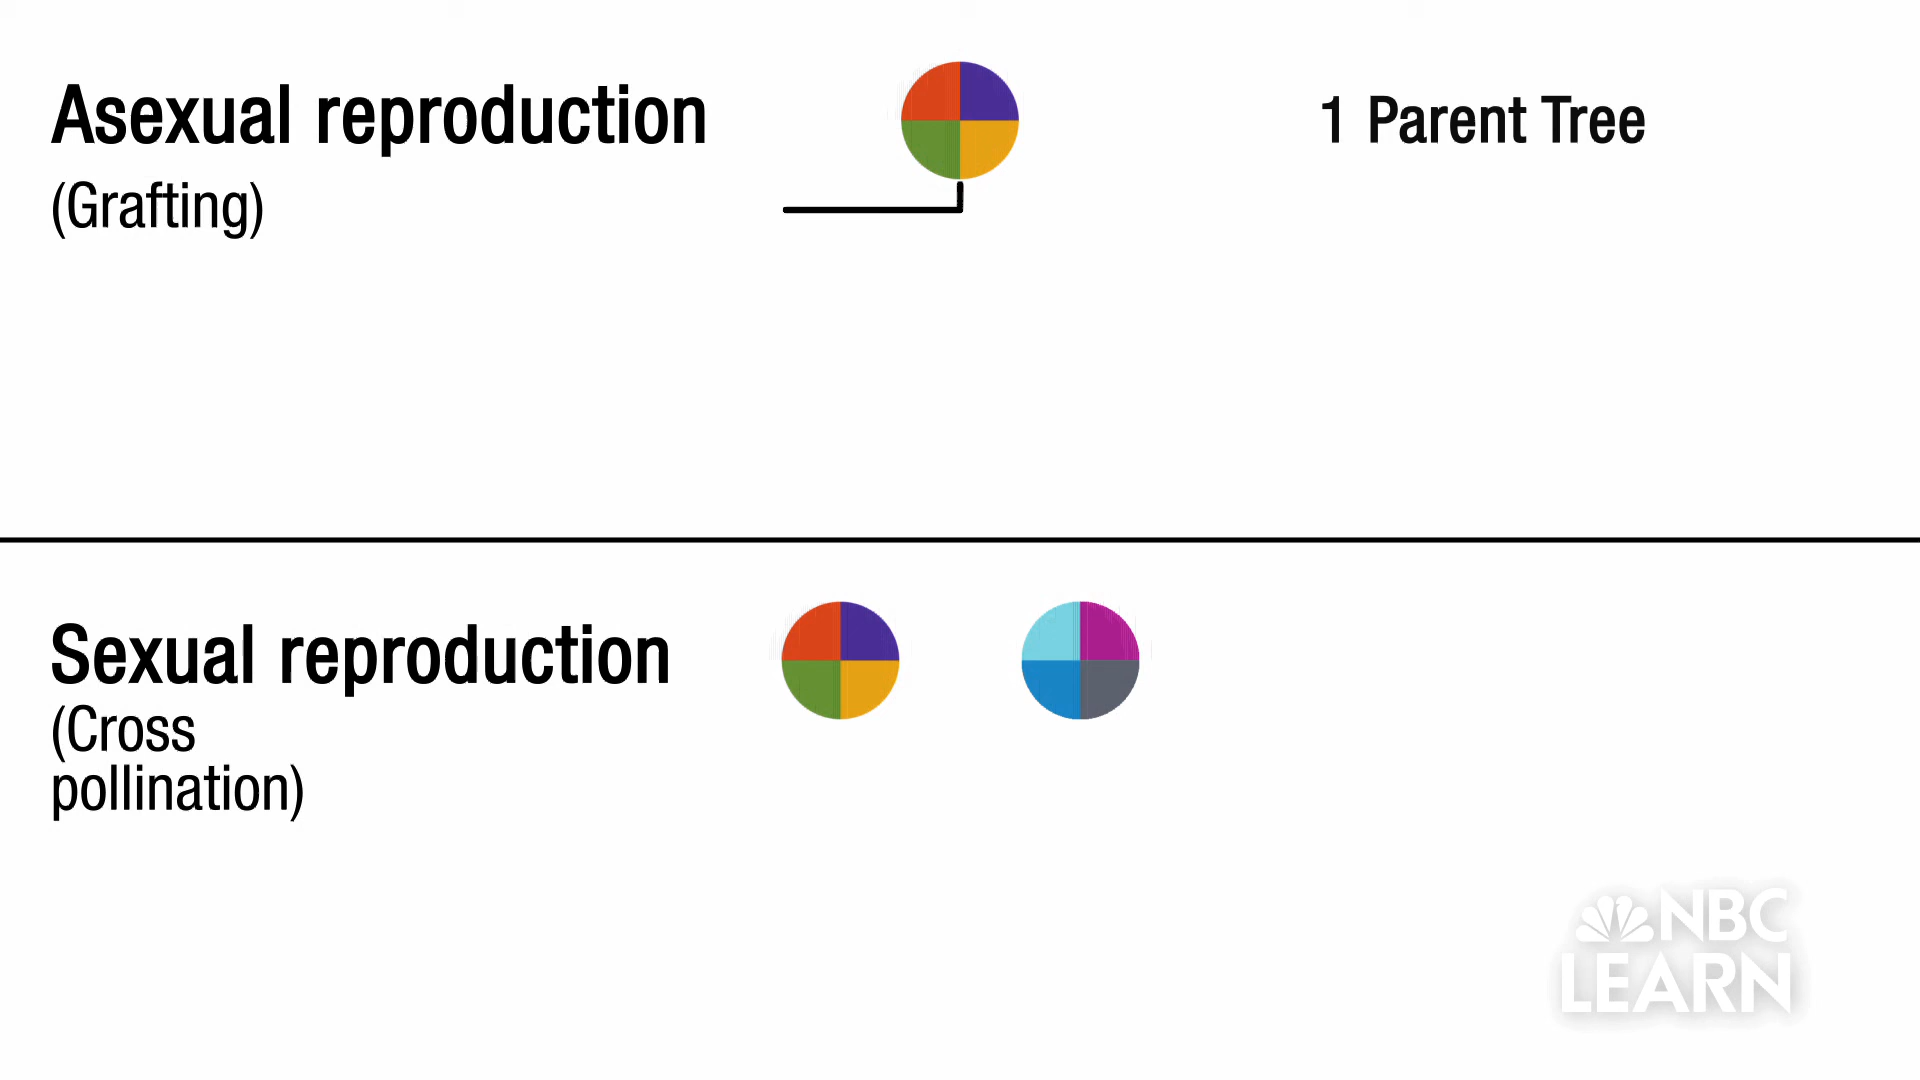 Asexual reproduction
1 Parent Tree
(Grafting)
Sexual reproduction
(Cross
pollination)
NBC
LEARN